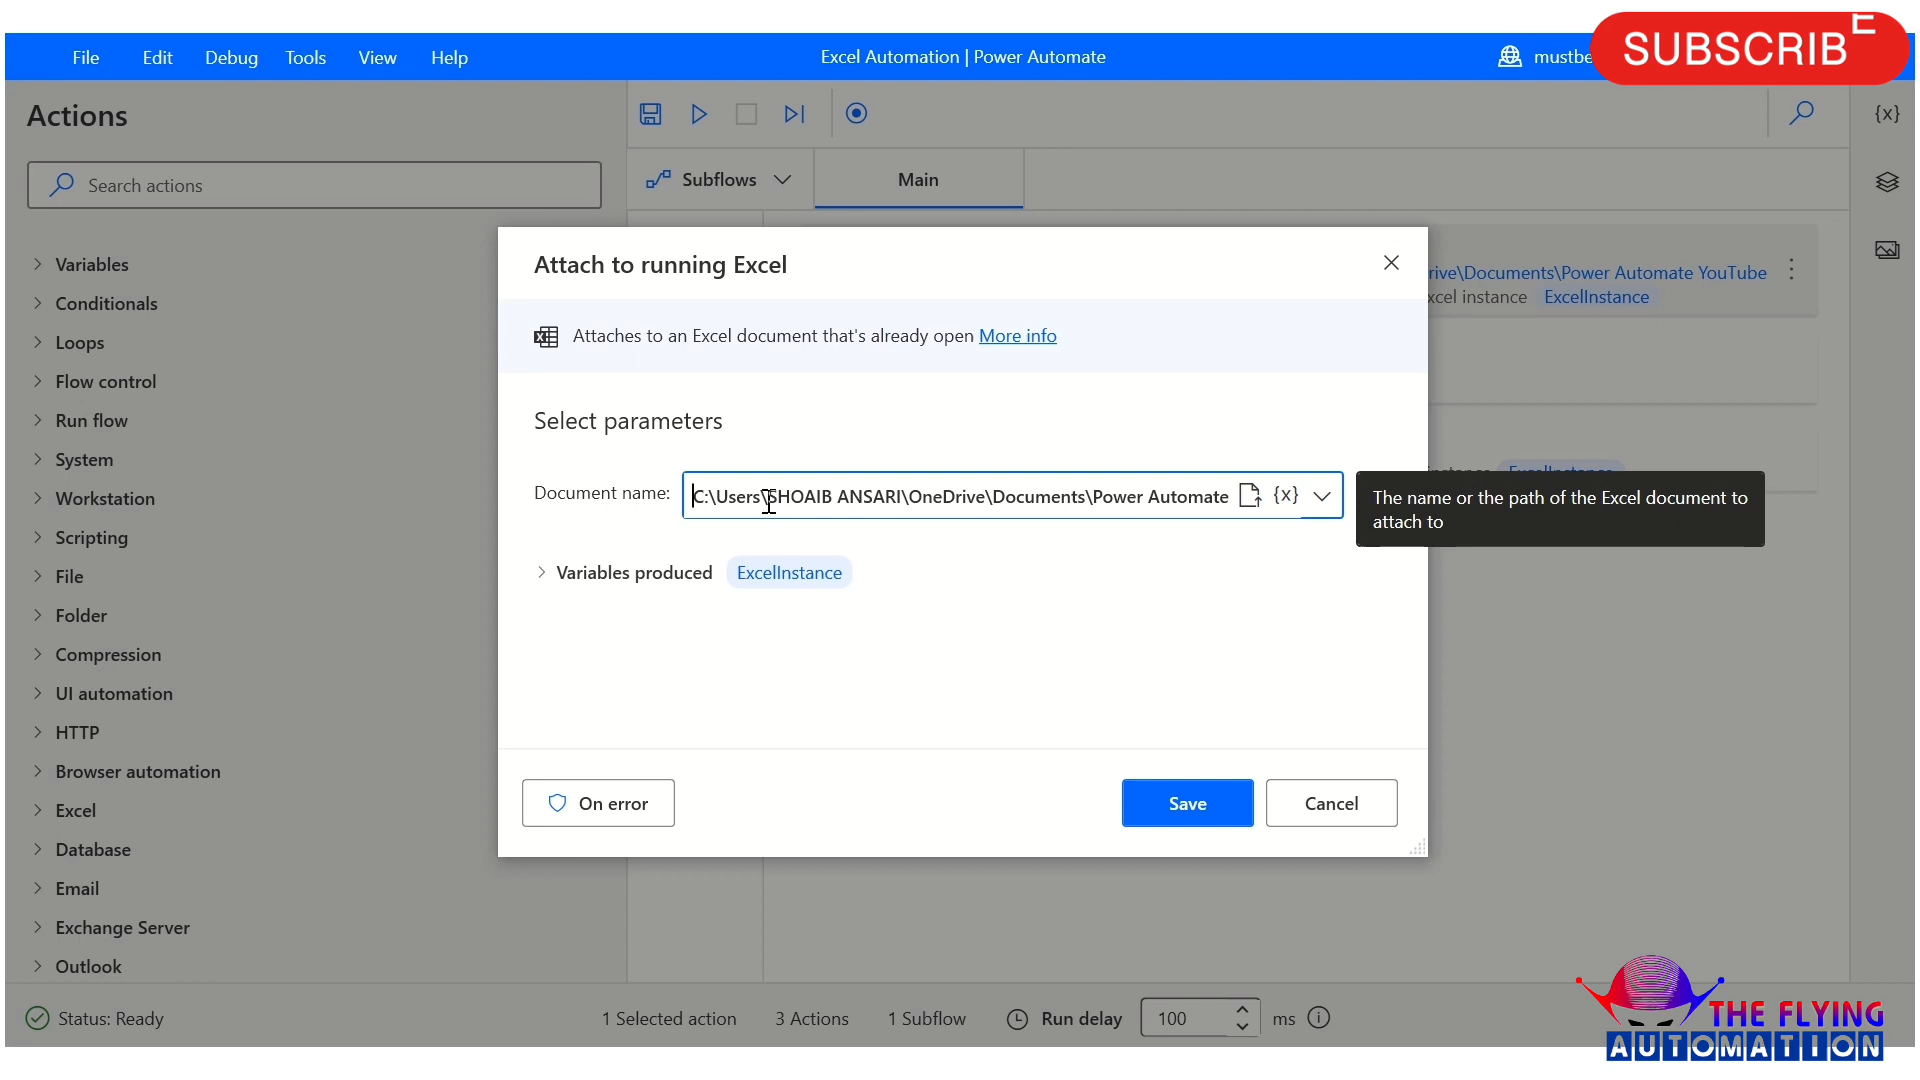 SUBSCRIBE
File Edit Debug Tools View Help
Excel Automation | Power Automate
Actions
{x}
Search actions
Subflows
Main
Attach to running Excel
Documents\Power Automate YouTube
instance ExcelInstance
Attaches to an Excel document that's already open More info
Select parameters
Document name: C:\Users\SHOAIB ANSARI\OneDrive\Documents\Power Automate {x}
The name or the path of the Excel document to
attach to
Variables produced ExcelInstance
On error
Save
Cancel
Variables
Conditionals
Loops
Flow control
Run flow
System
Workstation
Scripting
File
Folder
Compression
UI automation
HTTP
Browser automation
Excel
Database
Email
Exchange Server
Outlook
Status: Ready
1 Selected action
3 Actions
1 Subflow
Run delay
100
ms
THE FLYING
AUTOMATION